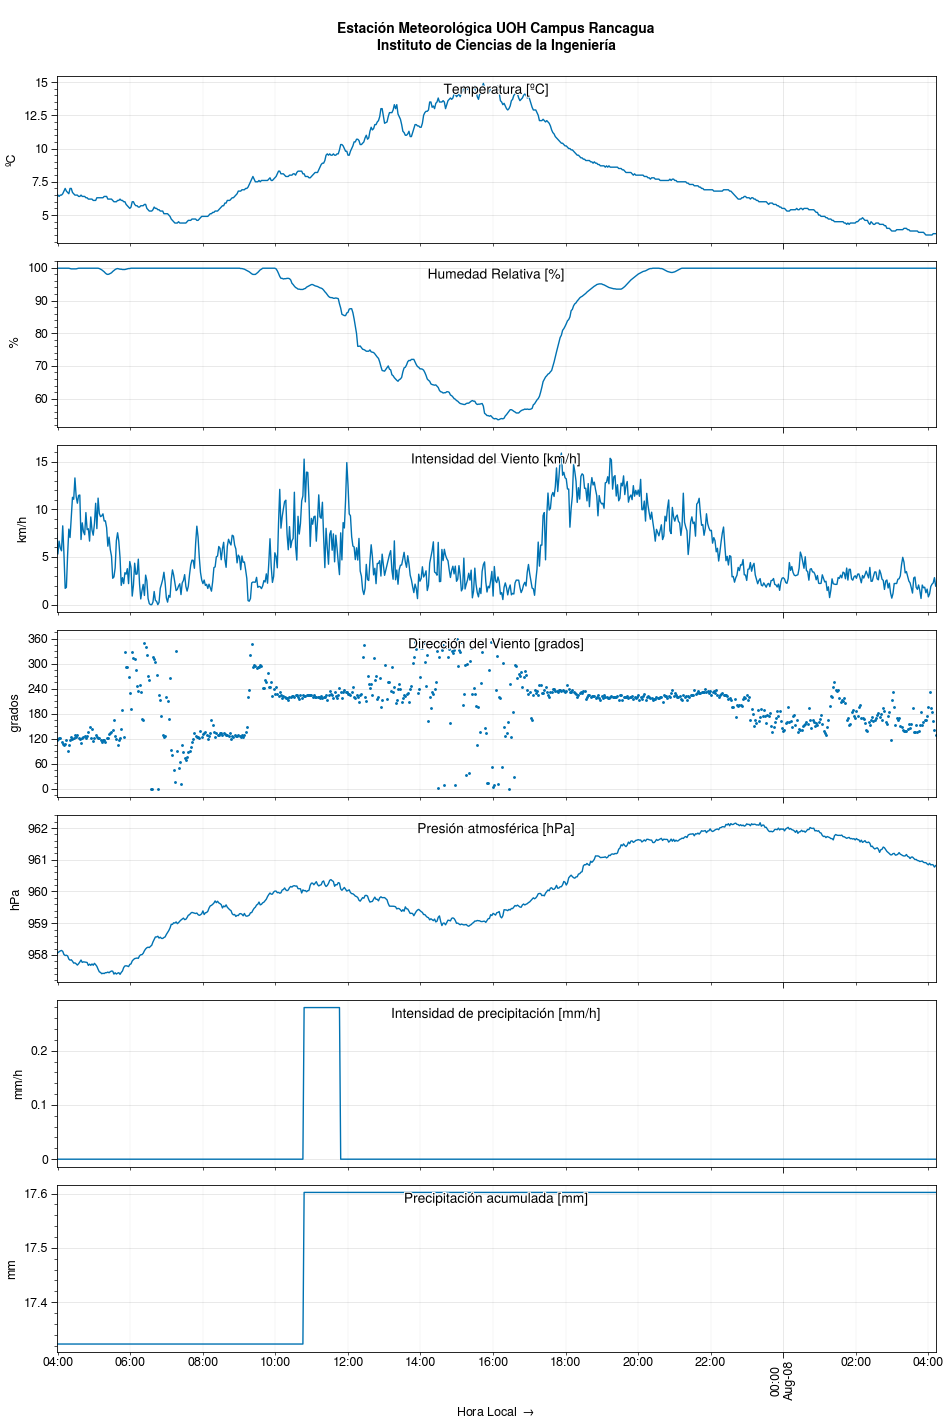 Estación Meteorológica UOH Campus Rancagua
Instituto de Ciencias de la Ingeniería
Temperatura [ºC]
15
12.5
10
7.5
5
ºC
Humedad Relativa [%]
100
90
80
70
60
%
Intensidad del Viento [km/h]
15
10
5
0
km/h
Dirección del Viento [grados]
360
300
240
180
120
60
0
grados
Presión atmosférica [hPa]
962
961
960
959
958
hPa
Intensidad de precipitación [mm/h]
0.2
0.1
0
mm/h
Precipitación acumulada [mm]
17.6
17.5
17.4
mm
04:00 06:00 08:00 10:00 12:00 14:00 16:00 18:00 20:00 22:00 00:00 02:00 04:00
Aug-08
Hora Local →